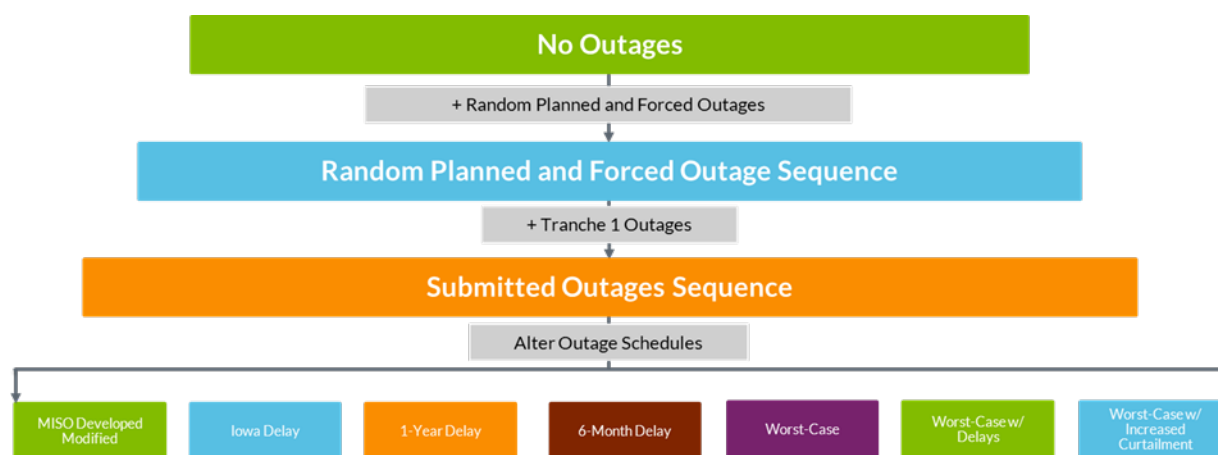 No Outages
+ Random Planned and Forced Outages
Random Planned and Forced Outage Sequence
+ Tranche 1 Outages
Submitted Outages Sequence
Alter Outage Schedules
MISO Developed
Modified
Iowa Delay
1-Year Delay
6-Month Delay
Worst-Case
Worst-Case w/
Delays
Worst-Case w/
Increased
Curtailment